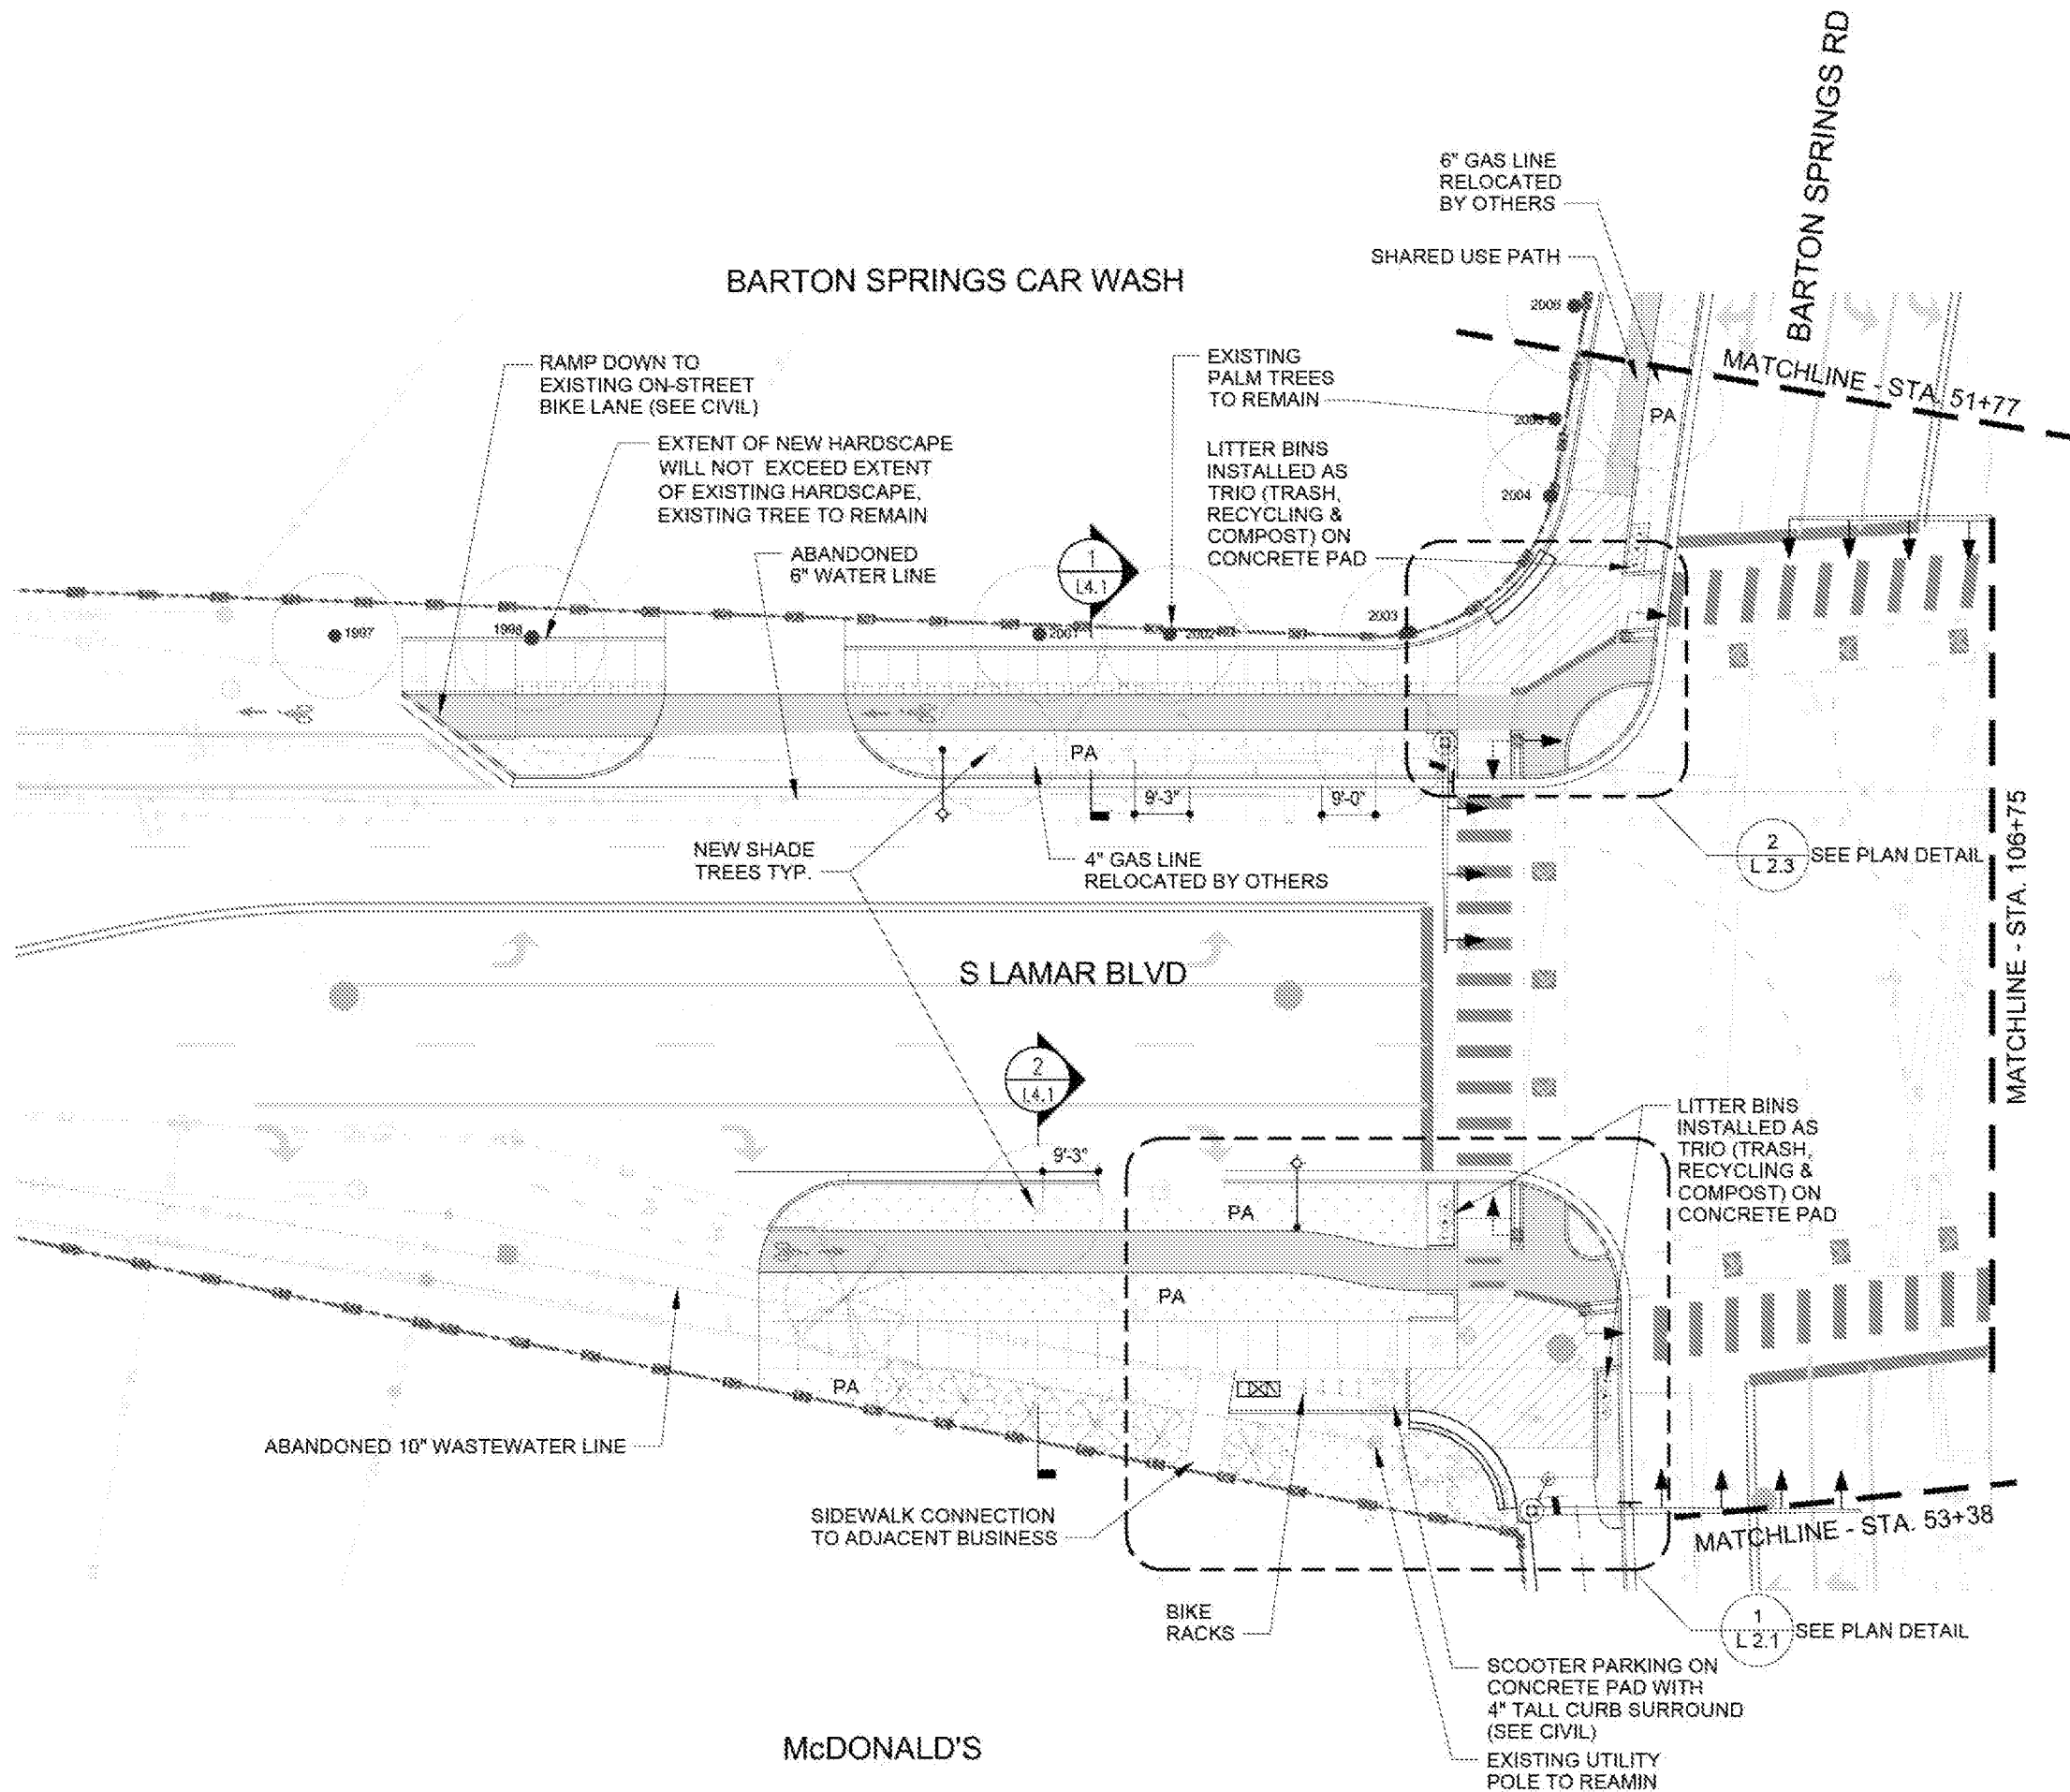 BARTON SPRINGS RD
6" GAS LINE
RELOCATED
BY OTHERS
SHARED USE PATH
BARTON SPRINGS CAR WASH
2006
MATCHLINE - STA. 51+77
RAMP DOWN TO
EXISTING ON-STREET
BIKE LANE (SEE CIVIL)
EXISTING
PALM TREES
TO REMAIN
PA
EXTENT OF NEW HARDSCAPE
WILL NOT EXCEED EXTENT
OF EXISTING HARDSCAPE,
EXISTING TREE TO REMAIN
LITTER BINS
INSTALLED AS
TRIO (TRASH,
RECYCLING &
COMPOST) ON
CONCRETE PAD
2004
ABANDONED
6" WATER LINE
1
L4.1
1997
1998
2001
2002
2003
PA
9'-3"
9'-0"
NEW SHADE
TREES TYP.
4" GAS LINE
RELOCATED BY OTHERS
2
L 2.3
SEE PLAN DETAIL
MATCHLINE - STA. 106+75
S LAMAR BLVD
2
L4.1
9'-3"
LITTER BINS
INSTALLED AS
TRIO (TRASH,
RECYCLING &
COMPOST) ON
CONCRETE PAD
PA
PA
PA
ABANDONED 10" WASTEWATER LINE
SIDEWALK CONNECTION
TO ADJACENT BUSINESS
MATCHLINE - STA. 53+38
BIKE
RACKS
1
L 2.1
SEE PLAN DETAIL
SCOOTER PARKING ON
CONCRETE PAD WITH
4" TALL CURB SURROUND
(SEE CIVIL)
McDONALD'S
EXISTING UTILITY
POLE TO REAMIN